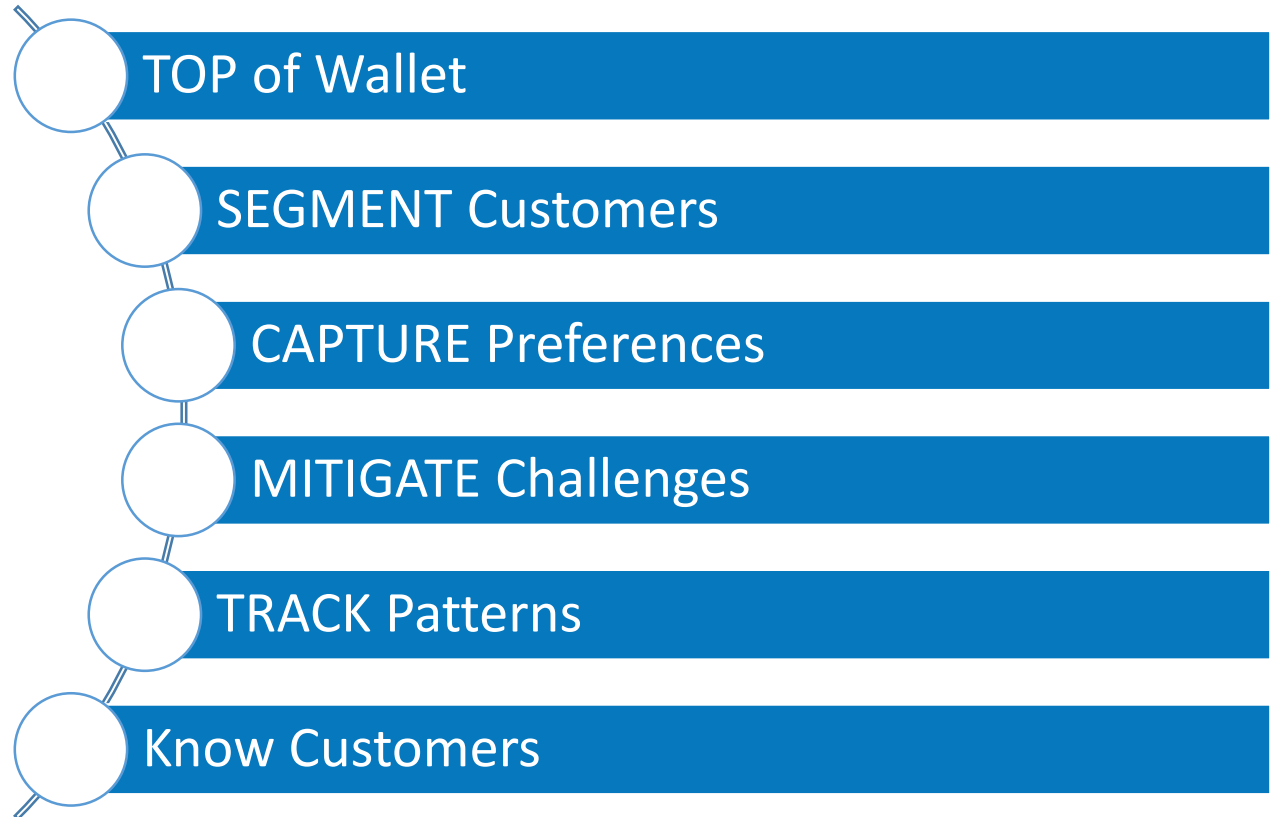 TOP of Wallet
SEGMENT Customers
CAPTURE Preferences
MITIGATE Challenges
TRACK Patterns
Know Customers